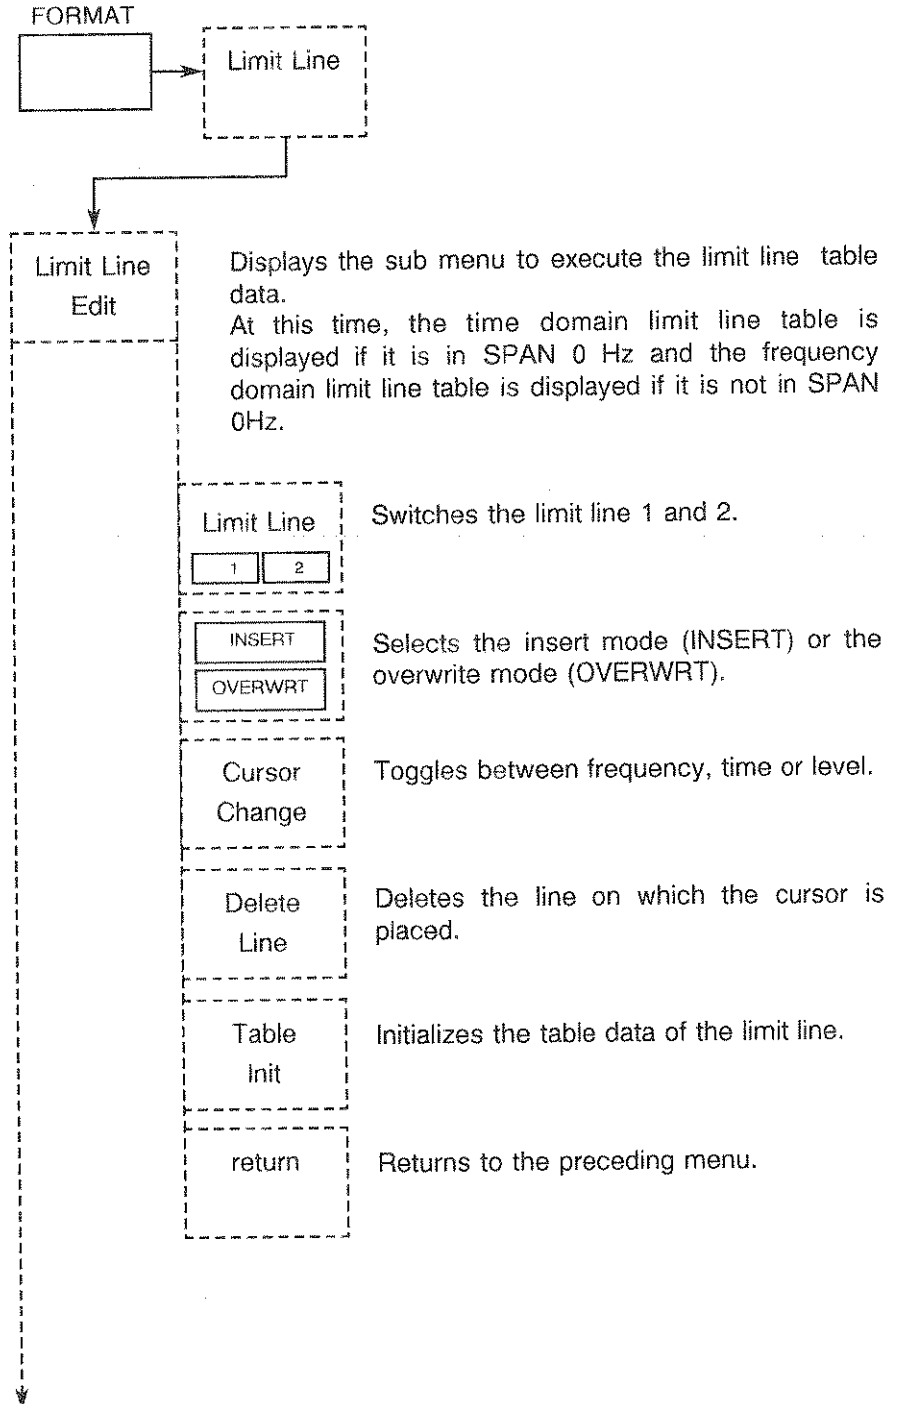 FORMAT
Limit Line
Limit Line
Edit
Displays the sub menu to execute the limit line table
data.
At this time, the time domain limit line table is
displayed if it is in SPAN 0 Hz and the frequency
domain limit line table is displayed if it is not in SPAN
0Hz.
Limit Line
1 2
Switches the limit line 1 and 2.
INSERT
OVERWRT
Selects the insert mode (INSERT) or the
overwrite mode (OVERWRT).
Cursor
Change
Toggles between frequency, time or level.
Delete
Line
Deletes the line on which the cursor is
placed.
Table
Init
Initializes the table data of the limit line.
return
Returns to the preceding menu.